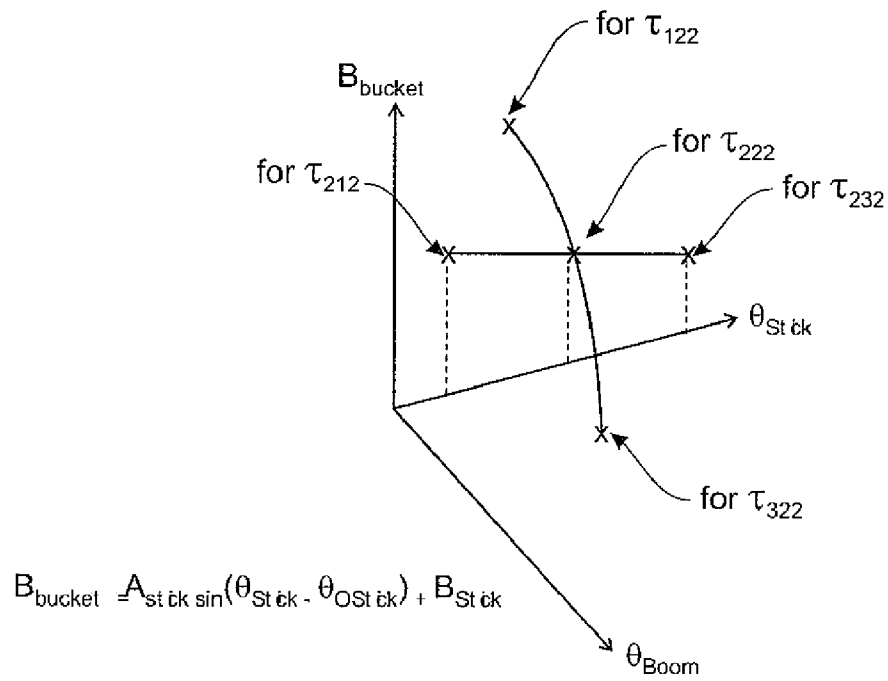 for τ122
Bbucket
for τ222
for τ212
for τ232
θStick
for τ322
Bbucket = Astick sin(θStick - θOStick) + BStick
θBoom